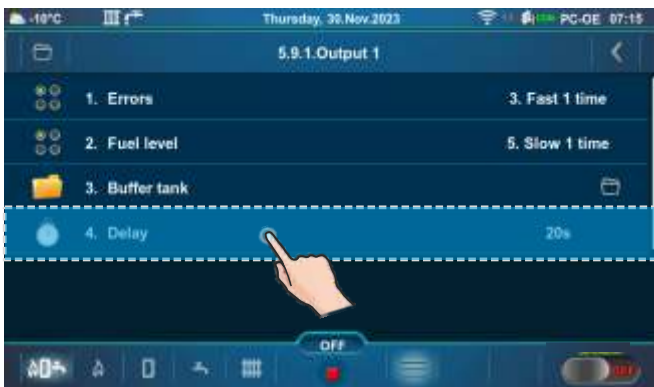 -10°C Thursday, 30.Nov.2023 PC-OE 07:15
5.9.1.Output 1
1. Errors 3. Fast 1 time
2. Fuel level 5. Slow 1 time
3. Buffer tank
4. Delay 20s
OFF
OFF